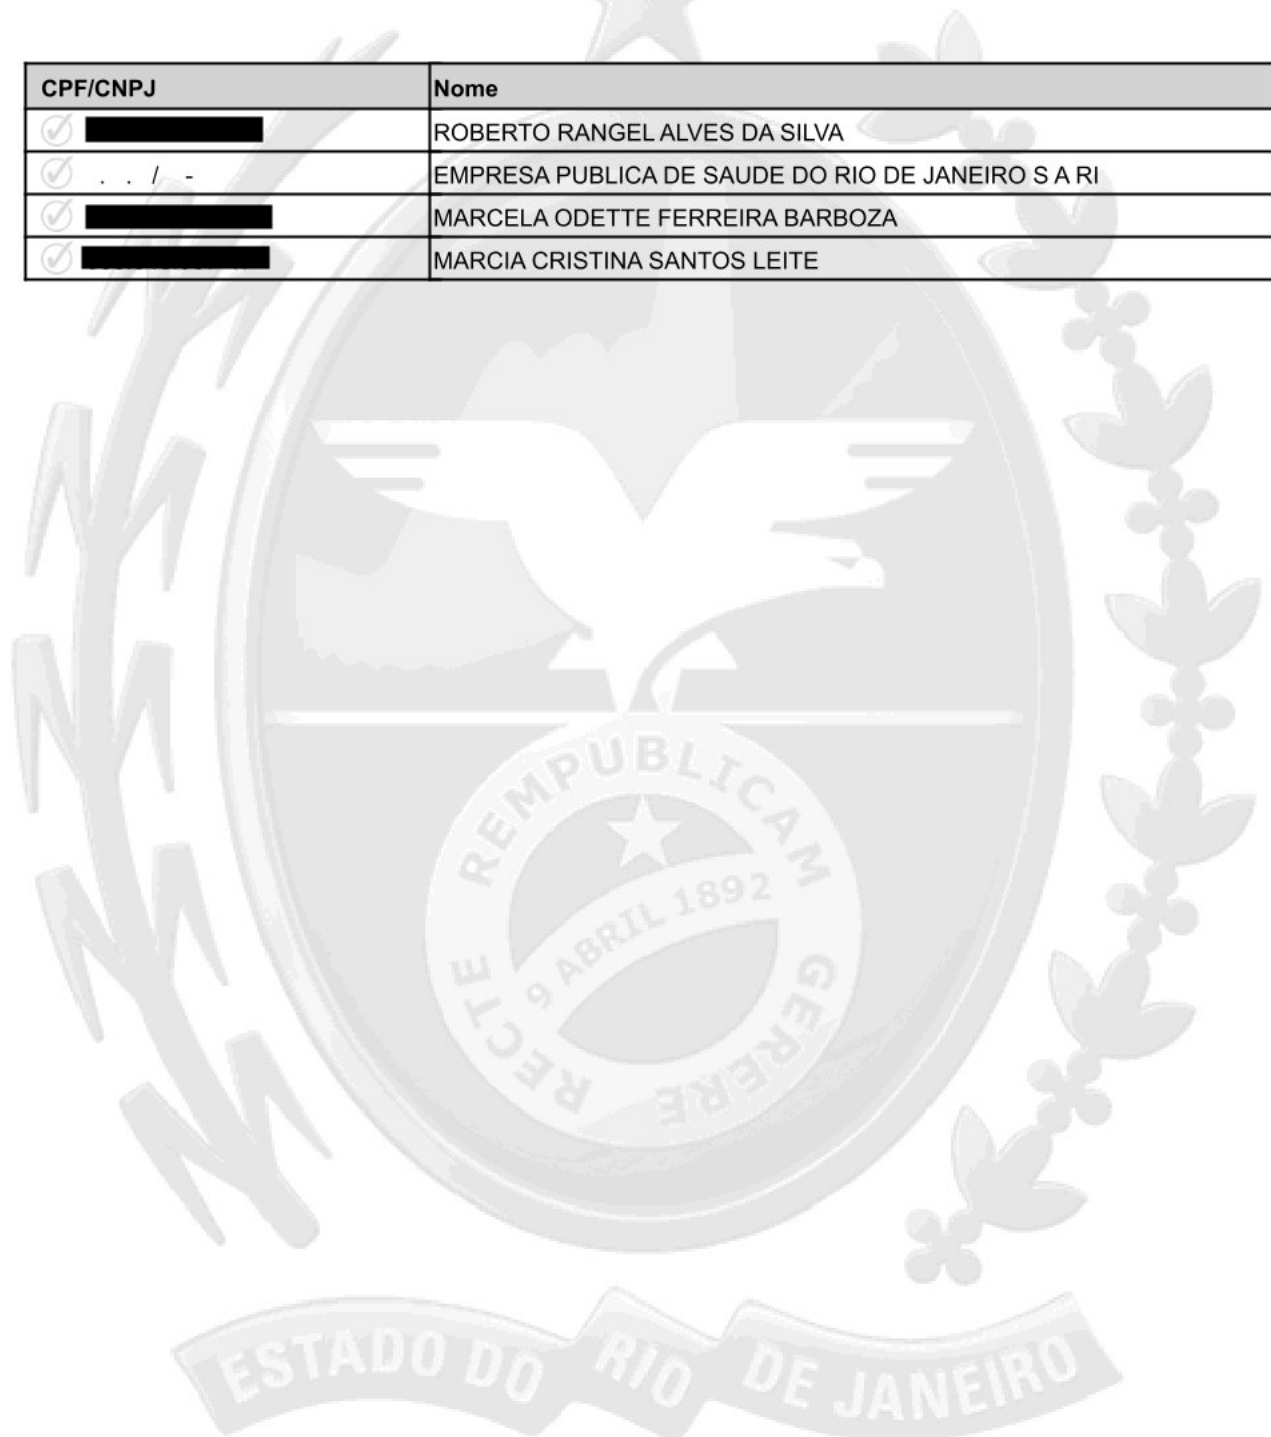 CPF/CNPJ Nome
ROBERTO RANGEL ALVES DA SILVA
. . / - EMPRESA PUBLICA DE SAUDE DO RIO DE JANEIRO S A RI
MARCELA ODETTE FERREIRA BARBOZA
MARCIA CRISTINA SANTOS LEITE
RECTE REMPUBLICAM GERERE
9 ABRIL 1892
ESTADO DO RIO DE JANEIRO